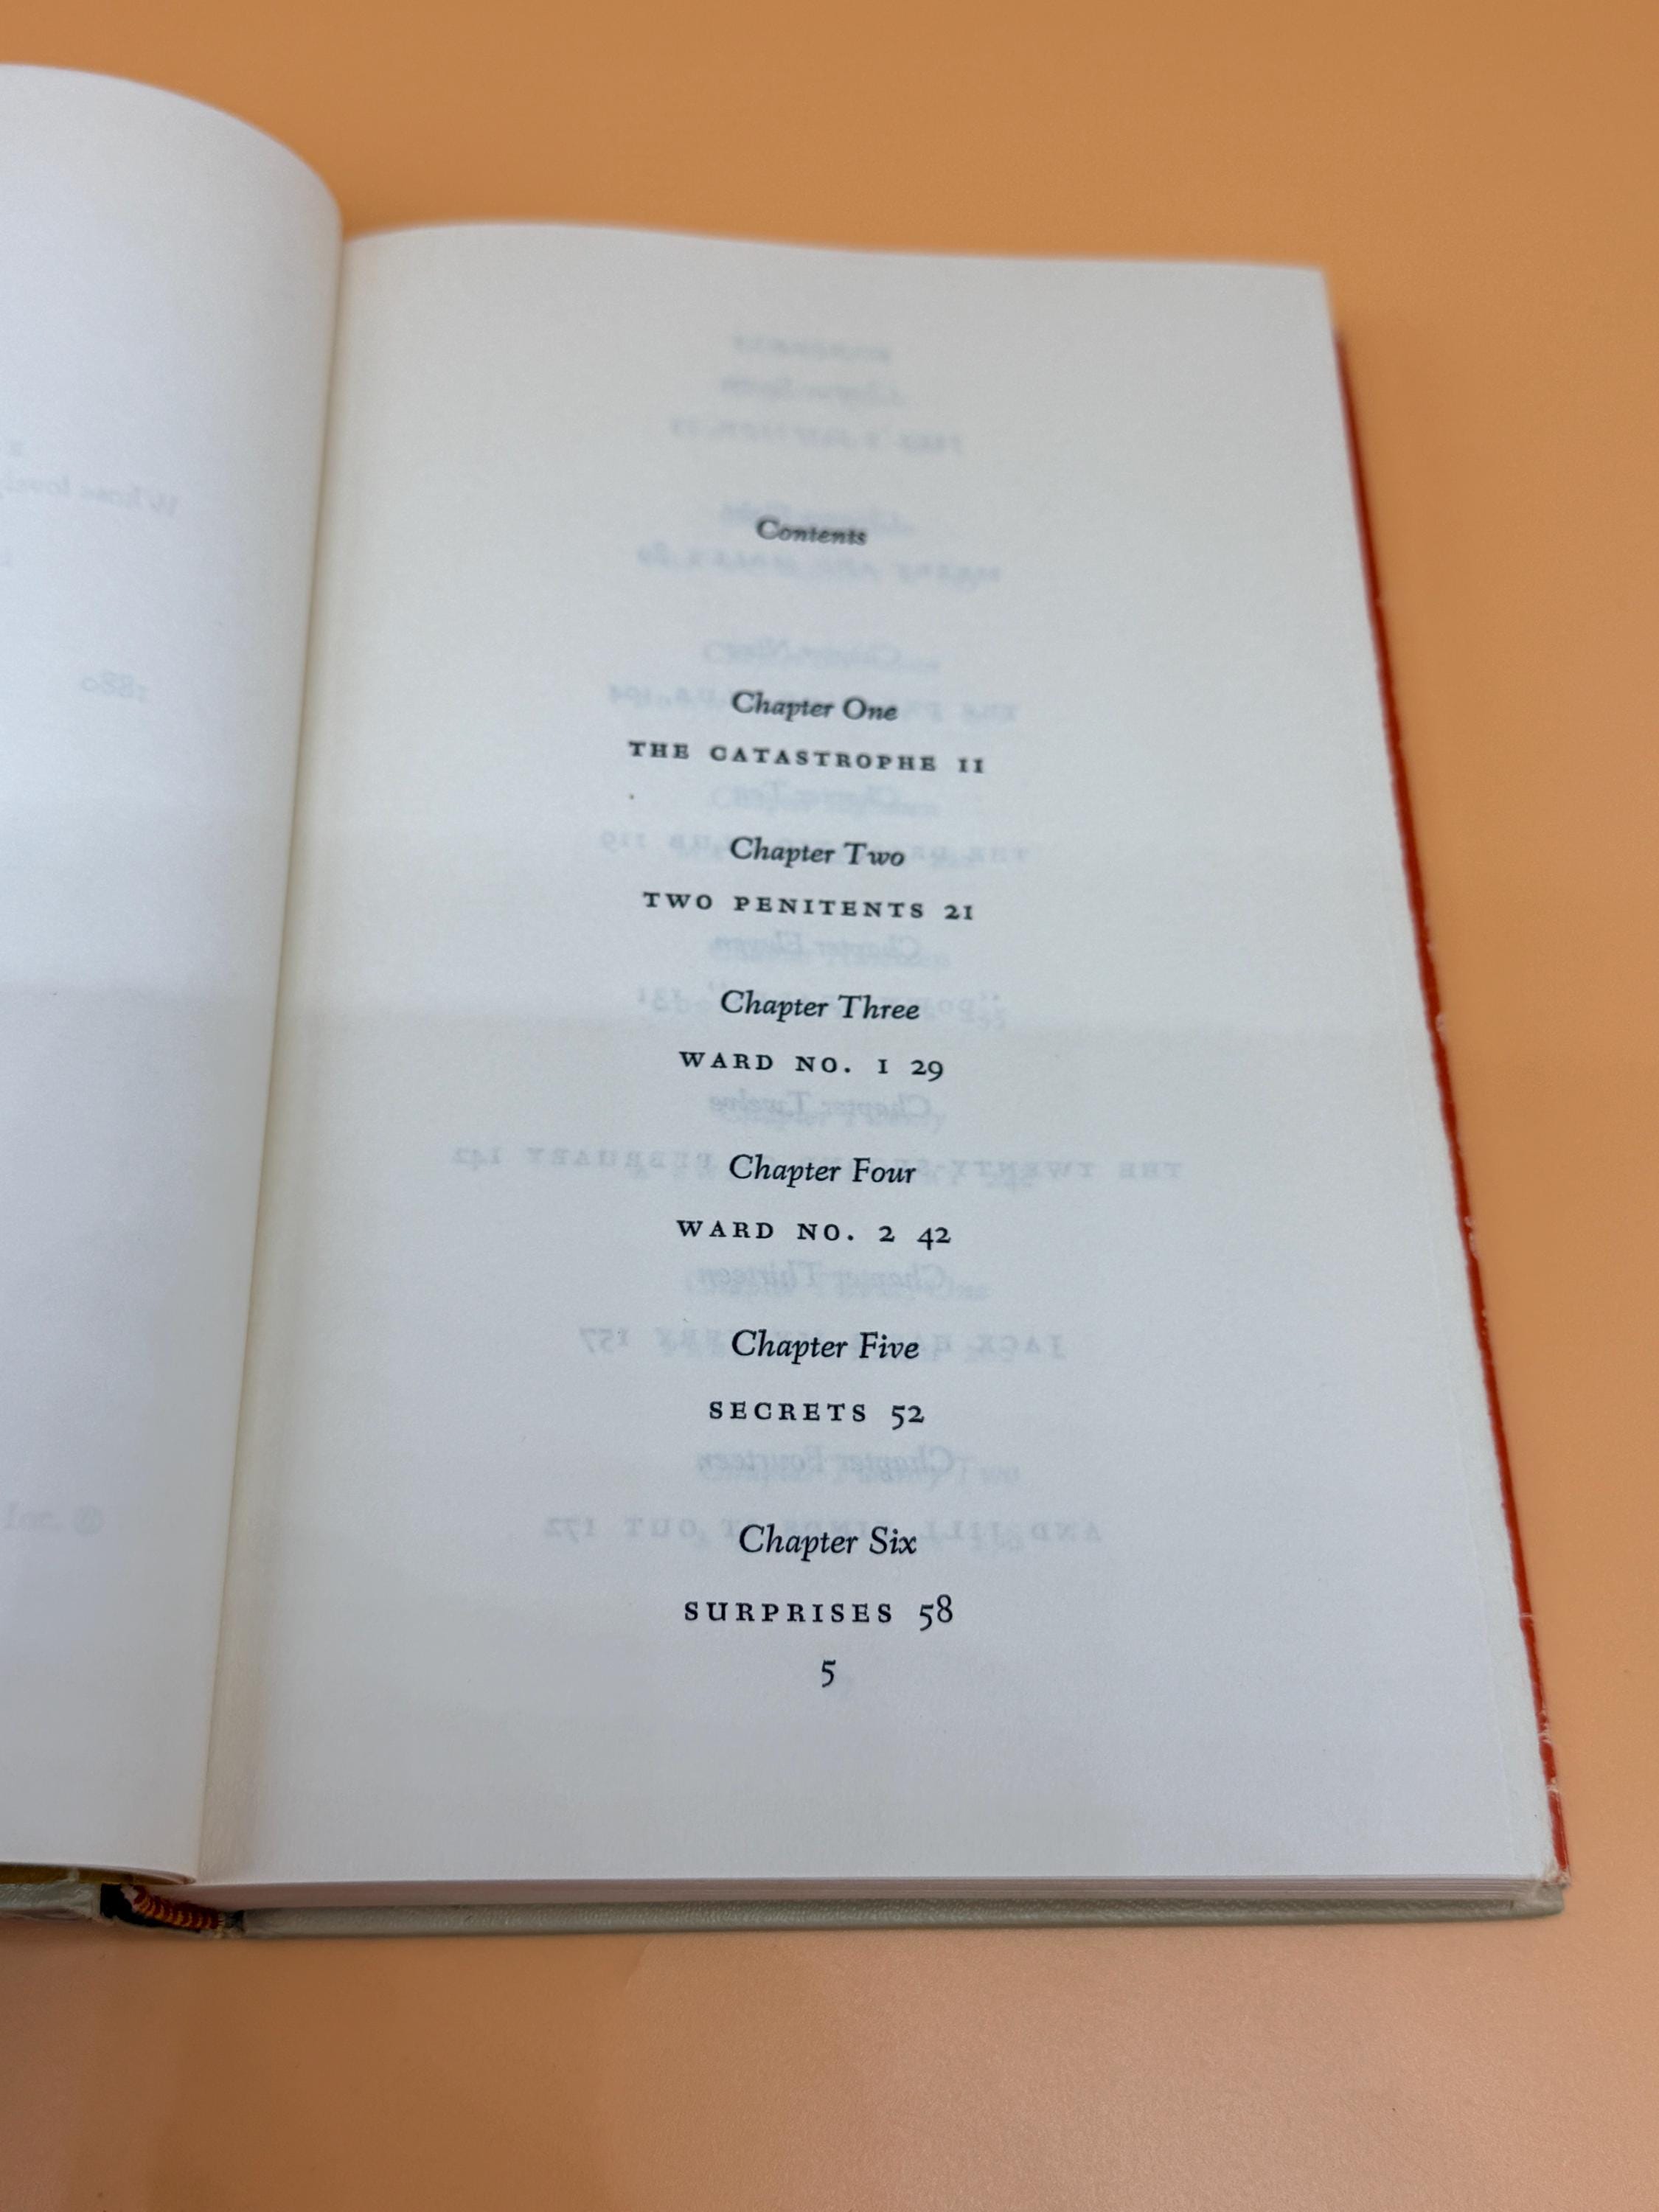 Contents
Chapter One
THE CATASTROPHE 11
Chapter Two
TWO PENITENTS 21
Chapter Three
WARD NO. 1 29
Chapter Four
WARD NO. 2 42
Chapter Five
SECRETS 52
Chapter Six
SURPRISES 58
5